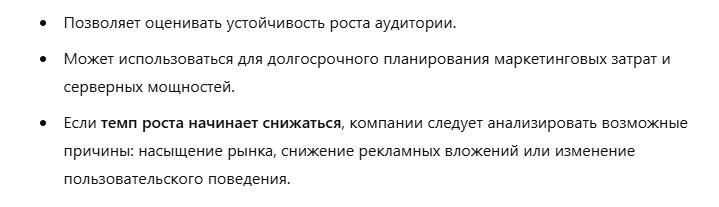 • Позволяет оценивать устойчивость роста аудитории.
• Может использоваться для долгосрочного планирования маркетинговых затрат и
серверных мощностей.
• Если темп роста начинает снижаться, компании следует анализировать возможные
причины: насыщение рынка, снижение рекламных вложений или изменение
пользовательского поведения.